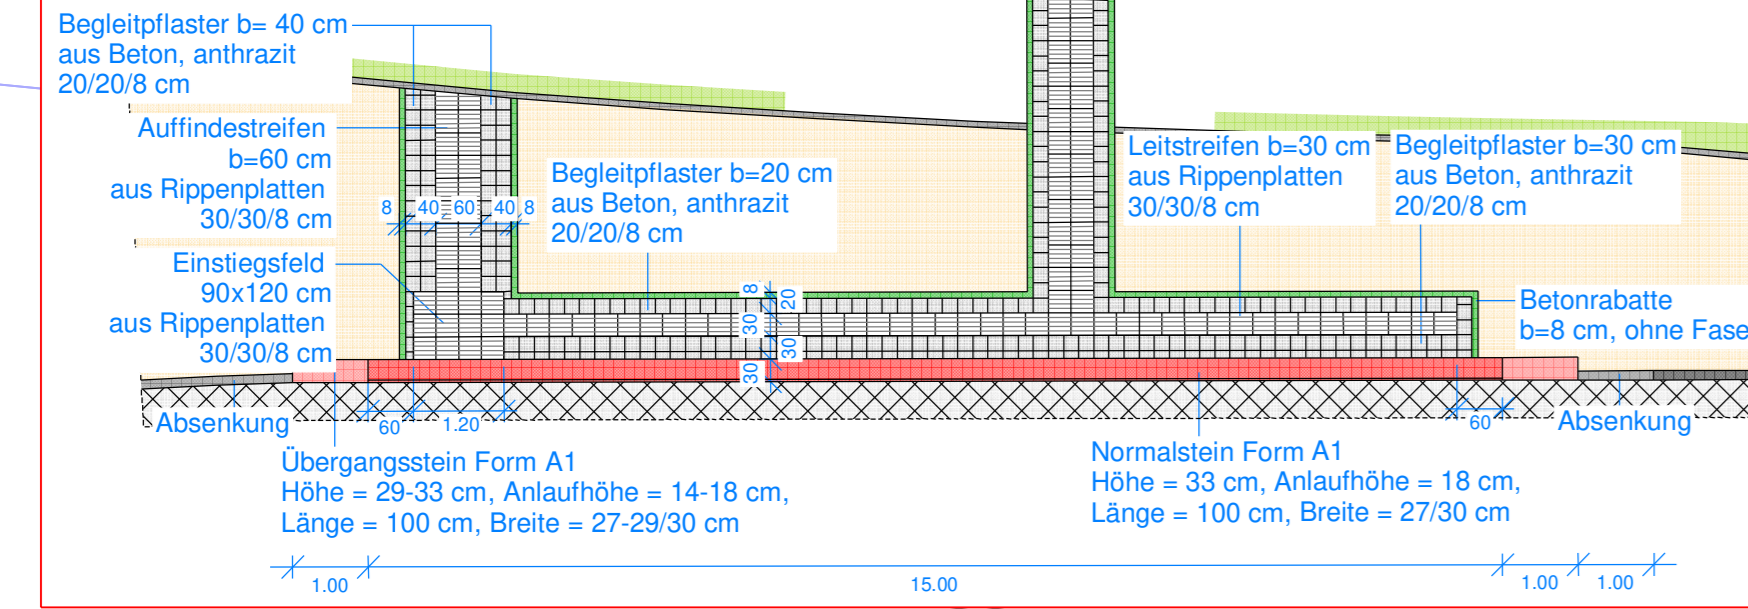 Begleitpflaster b= 40 cm
aus Beton, anthrazit
20/20/8 cm
Auffindestreifen
b=60 cm
aus Rippenplatten
30/30/8 cm
8 40 60 40 8
Einstiegsfeld
90x120 cm
aus Rippenplatten
30/30/8 cm
Begleitpflaster b=20 cm
aus Beton, anthrazit
20/20/8 cm
Leitstreifen b=30 cm
aus Rippenplatten
30/30/8 cm
Begleitpflaster b=30 cm
aus Beton, anthrazit
20/20/8 cm
8
20
30
30
30
Betonrabatte
b=8 cm, ohne Fase
Absenkung
60
1.20
60
Absenkung
Übergangsstein Form A1
Höhe = 29-33 cm, Anlaufhöhe = 14-18 cm,
Länge = 100 cm, Breite = 27-29/30 cm
Normalstein Form A1
Höhe = 33 cm, Anlaufhöhe = 18 cm,
Länge = 100 cm, Breite = 27/30 cm
1.00
15.00
1.00
1.00